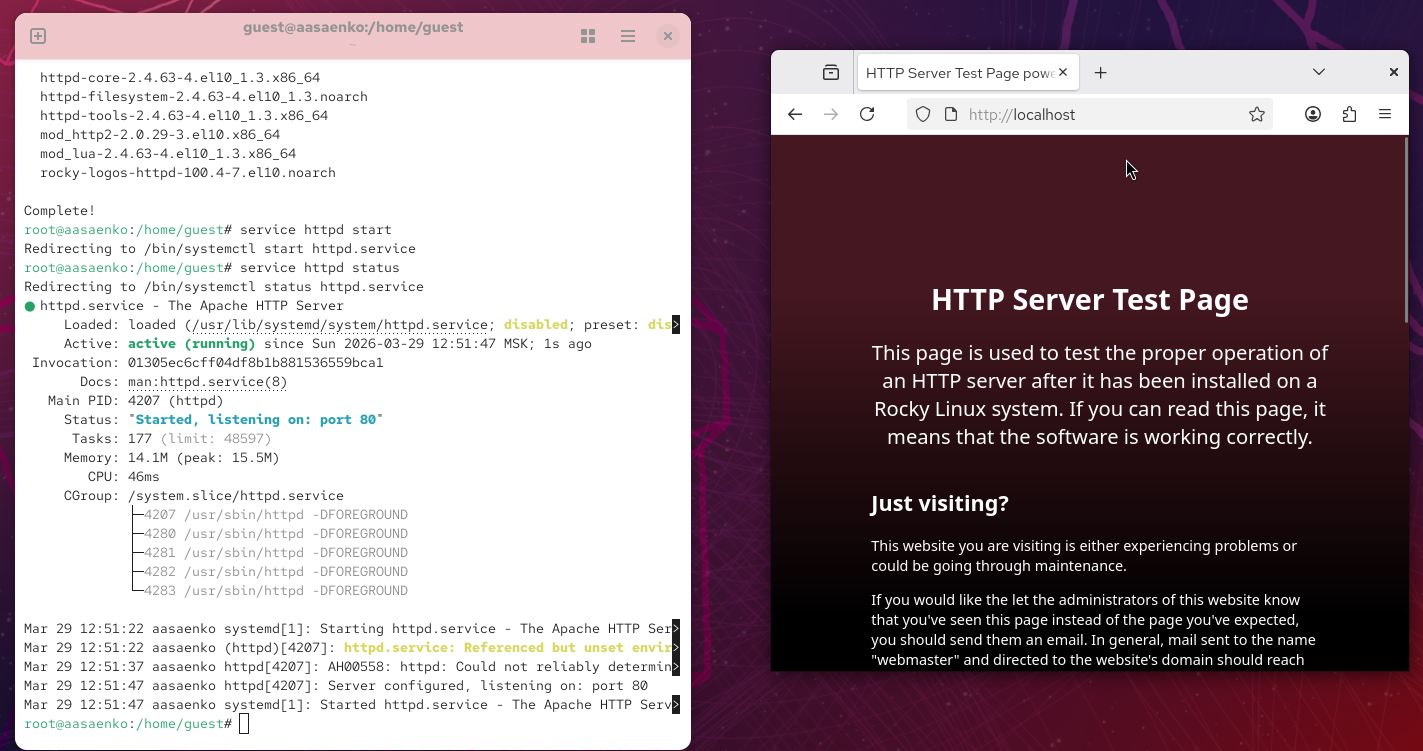 guest@aasaenko:/home/guest
~
httpd-core-2.4.63-4.el10_1.3.x86_64
httpd-filesystem-2.4.63-4.el10_1.3.noarch
httpd-tools-2.4.63-4.el10_1.3.x86_64
mod_http2-2.0.29-3.el10.x86_64
mod_lua-2.4.63-4.el10_1.3.x86_64
rocky-logos-httpd-100.4-7.el10.noarch
Complete!
root@aasaenko:/home/guest# service httpd start
Redirecting to /bin/systemctl start httpd.service
root@aasaenko:/home/guest# service httpd status
Redirecting to /bin/systemctl status httpd.service
● httpd.service - The Apache HTTP Server
Loaded: loaded (/usr/lib/systemd/system/httpd.service; disabled; preset: dis>
Active: active (running) since Sun 2026-03-29 12:51:47 MSK; 1s ago
Invocation: 01305ec6cff04df8b1b881536559bca1
Docs: man:httpd.service(8)
Main PID: 4207 (httpd)
Status: "Started, listening on: port 80"
Tasks: 177 (limit: 48597)
Memory: 14.1M (peak: 15.5M)
CPU: 46ms
CGroup: /system.slice/httpd.service
├─4207 /usr/sbin/httpd -DFOREGROUND
├─4280 /usr/sbin/httpd -DFOREGROUND
├─4281 /usr/sbin/httpd -DFOREGROUND
├─4282 /usr/sbin/httpd -DFOREGROUND
└─4283 /usr/sbin/httpd -DFOREGROUND
Mar 29 12:51:22 aasaenko systemd[1]: Starting httpd.service - The Apache HTTP Ser>
Mar 29 12:51:22 aasaenko (httpd)[4207]: httpd.service: Referenced but unset envir>
Mar 29 12:51:37 aasaenko httpd[4207]: AH00558: httpd: Could not reliably determin>
Mar 29 12:51:47 aasaenko httpd[4207]: Server configured, listening on: port 80
Mar 29 12:51:47 aasaenko systemd[1]: Started httpd.service - The Apache HTTP Serv>
root@aasaenko:/home/guest#
HTTP Server Test Page pow
http://localhost
HTTP Server Test Page
This page is used to test the proper operation of
an HTTP server after it has been installed on a
Rocky Linux system. If you can read this page, it
means that the software is working correctly.
Just visiting?
This website you are visiting is either experiencing problems or
could be going through maintenance.
If you would like the let the administrators of this website know
that you've seen this page instead of the page you've expected,
you should send them an email. In general, mail sent to the name
"webmaster" and directed to the website's domain should reach